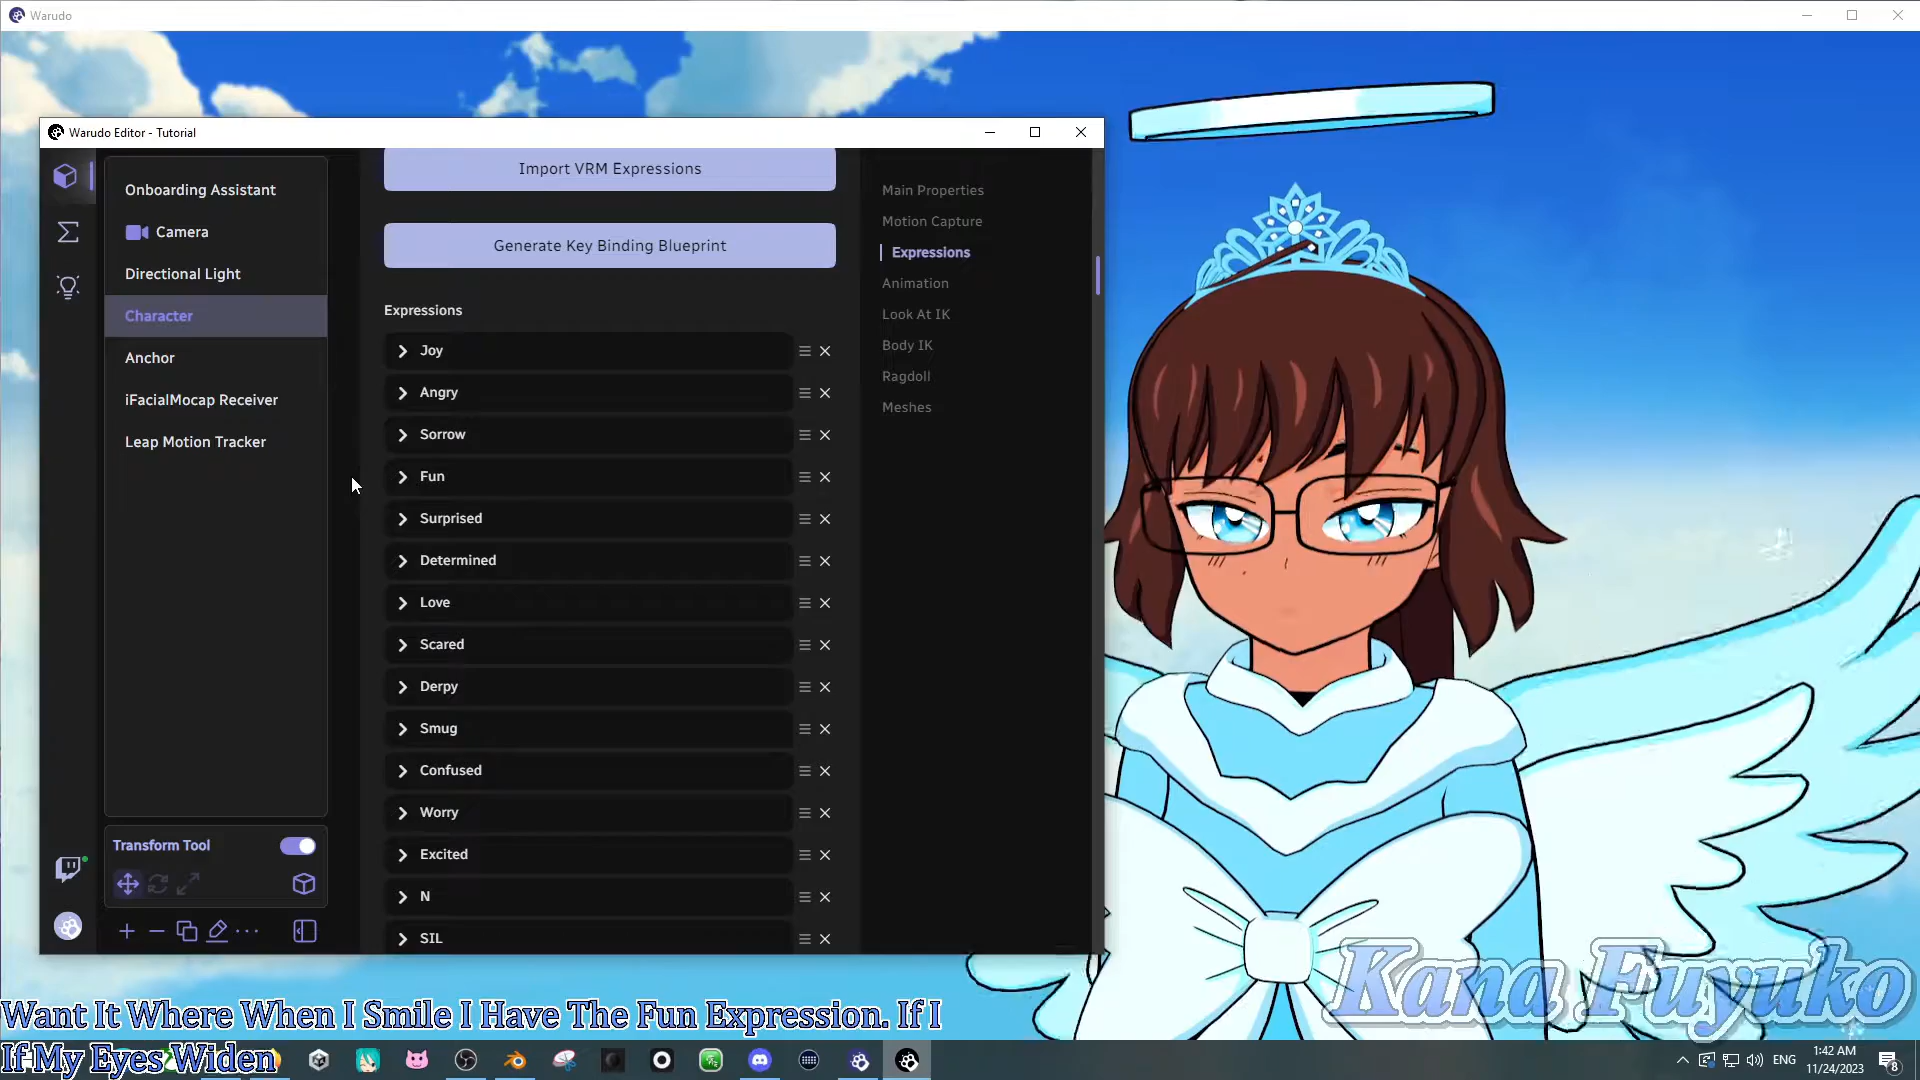 Warudo
Warudo Editor - Tutorial
Onboarding Assistant
Camera
Directional Light
Character
Anchor
iFacialMocap Receiver
Leap Motion Tracker
Transform Tool
Import VRM Expressions
Generate Key Binding Blueprint
Expressions
Joy
Angry
Sorrow
Fun
Surprised
Determined
Love
Scared
Derpy
Smug
Confused
Worry
Excited
N
SIL
Main Properties
Motion Capture
Expressions
Animation
Look At IK
Body IK
Ragdoll
Meshes
Kana Fuyuko
Want It Where When I Smile I Have The Fun Expression. If I
If My Eyes Widen
ENG
1:42 AM
11/24/2023
8